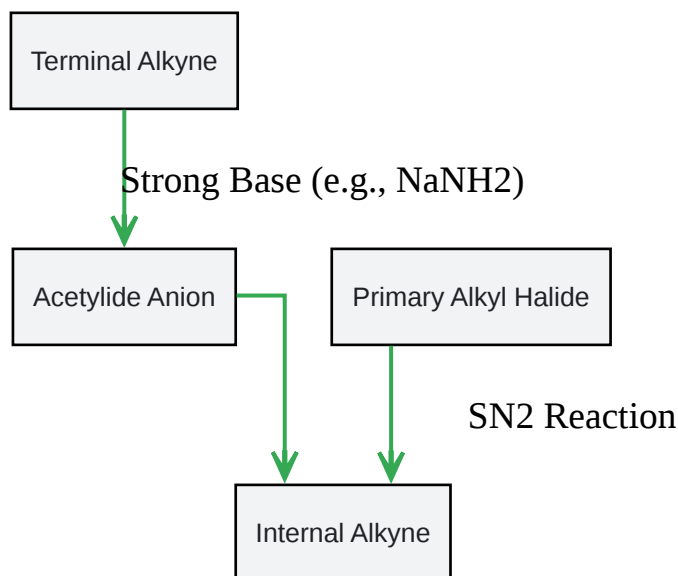 Terminal Alkyne
Strong Base (e.g., NaNH2)
Acetylide Anion
Primary Alkyl Halide
SN2 Reaction
Internal Alkyne